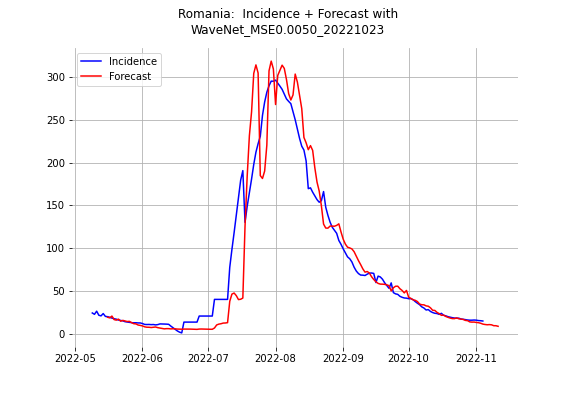 Romania:  Incidence + Forecast with
WaveNet_MSE0.0050_20221023
Incidence
Forecast
300
250
200
150
100
50
0
2022-05 2022-06 2022-07 2022-08 2022-09 2022-10 2022-11